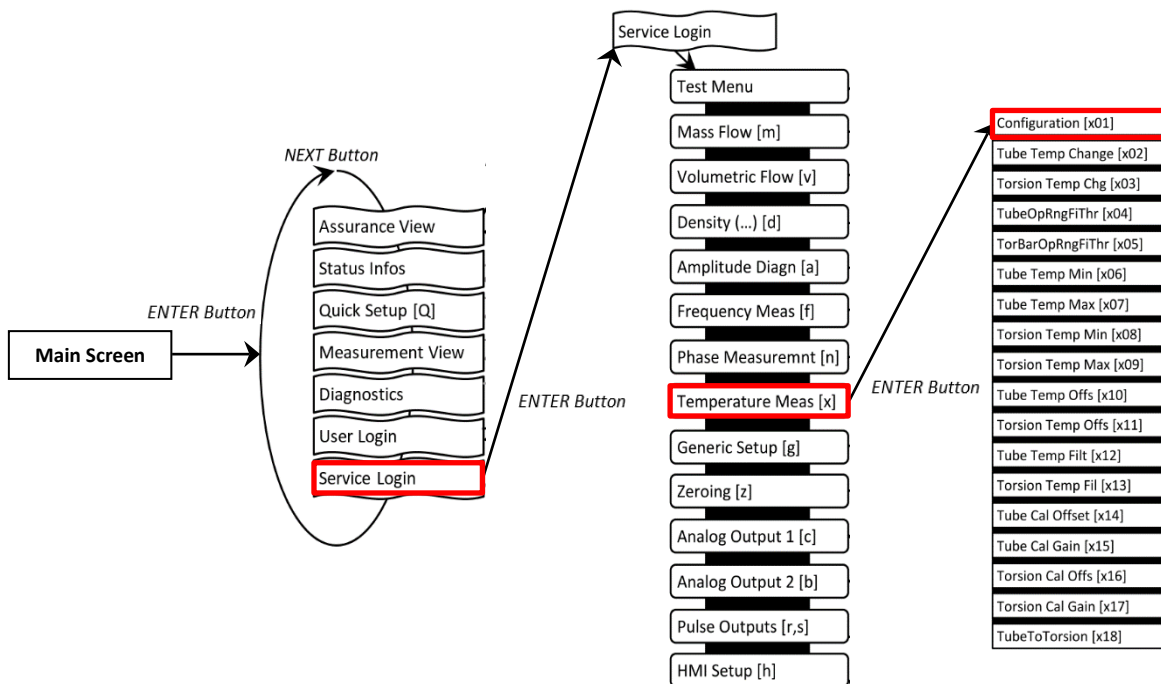 Main Screen
ENTER Button
NEXT Button
Assurance View
Status Infos
Quick Setup [Q]
Measurement View
Diagnostics
User Login
Service Login
ENTER Button
Service Login
Test Menu
Mass Flow [m]
Volumetric Flow [v]
Density (...) [d]
Amplitude Diagn [a]
Frequency Meas [f]
Phase Measuremnt [n]
Temperature Meas [x]
Generic Setup [g]
Zeroing [z]
Analog Output 1 [c]
Analog Output 2 [b]
Pulse Outputs [r,s]
HMI Setup [h]
ENTER Button
Configuration [x01]
Tube Temp Change [x02]
Torsion Temp Chg [x03]
TubeOpRngFiThr [x04]
TorBarOpRngFiThr [x05]
Tube Temp Min [x06]
Tube Temp Max [x07]
Torsion Temp Min [x08]
Torsion Temp Max [x09]
Tube Temp Offs [x10]
Torsion Temp Offs [x11]
Tube Temp Filt [x12]
Torsion Temp Fil [x13]
Tube Cal Offset [x14]
Tube Cal Gain [x15]
Torsion Cal Offs [x16]
Torsion Cal Gain [x17]
TubeToTorsion [x18]